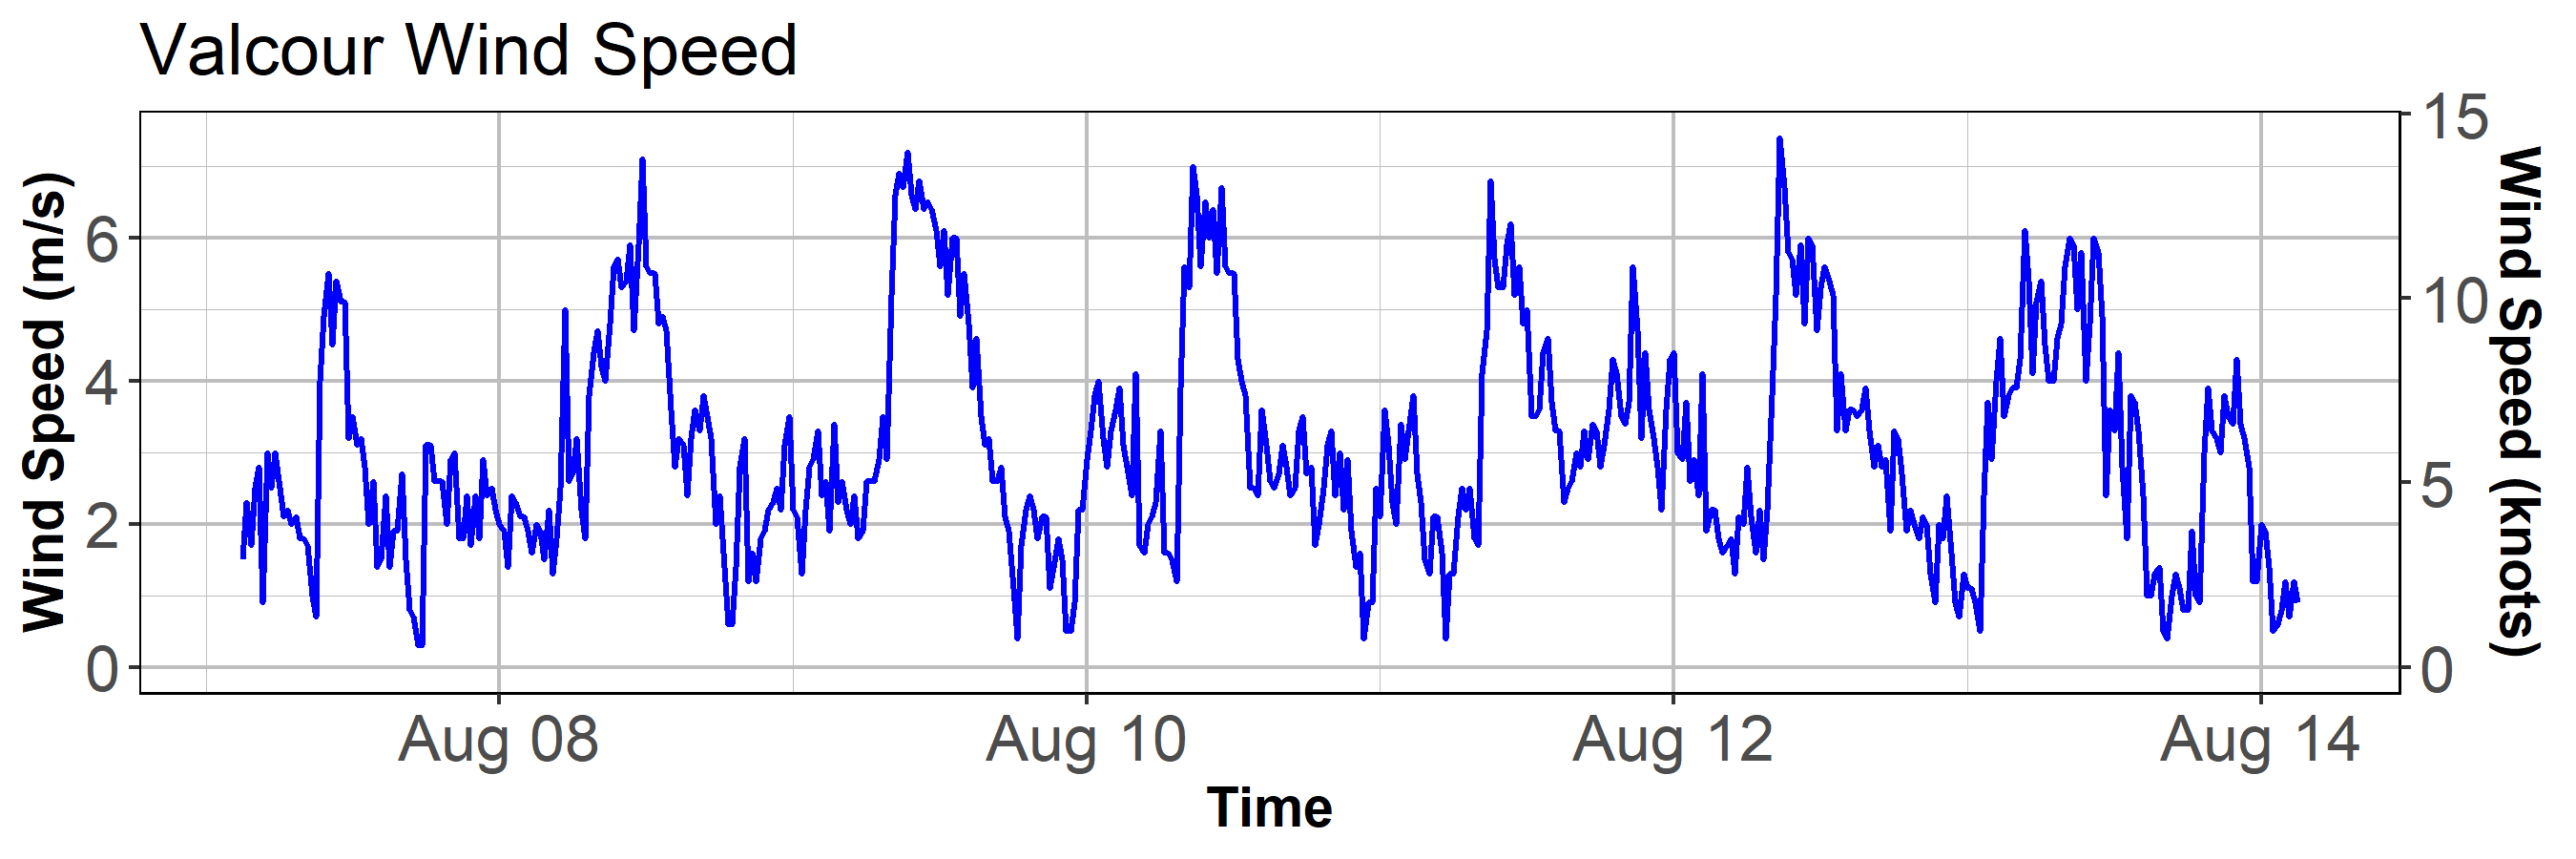 Valcour Wind Speed
Wind Speed (m/s)
6
4
2
0
15
10
5
0
Wind Speed (knots)
Aug 08
Aug 10
Aug 12
Aug 14
Time